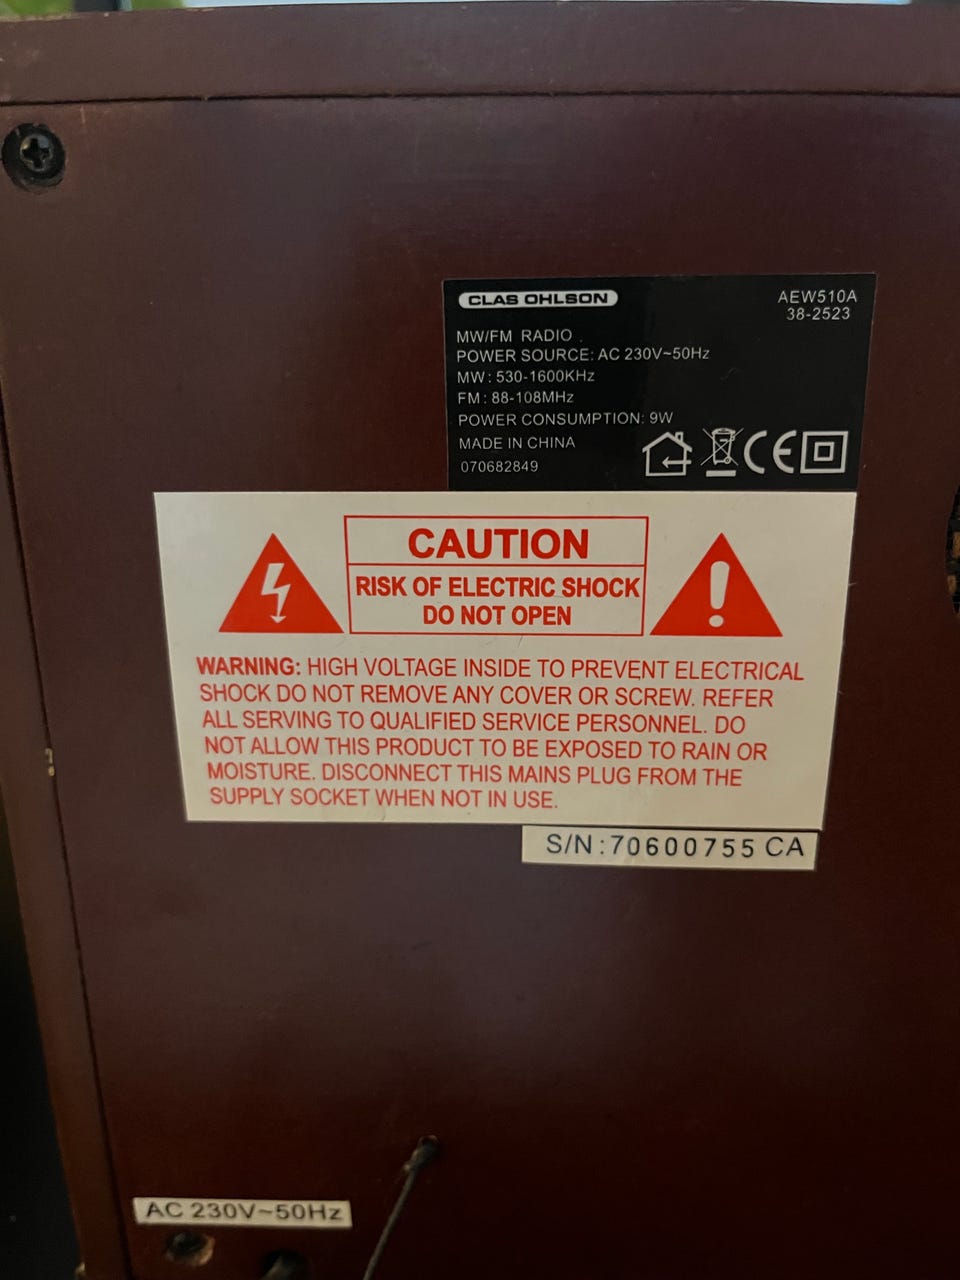 CLAS OHLSON
AEW510A
38-2523
MW/FM RADIO
POWER SOURCE: AC 230V~50Hz
MW: 530-1600KHz
FM: 88-108MHz
POWER CONSUMPTION: 9W
MADE IN CHINA
070682849
CE
CAUTION
RISK OF ELECTRIC SHOCK
DO NOT OPEN
WARNING: HIGH VOLTAGE INSIDE TO PREVENT ELECTRICAL
SHOCK DO NOT REMOVE ANY COVER OR SCREW. REFER
ALL SERVING TO QUALIFIED SERVICE PERSONNEL. DO
NOT ALLOW THIS PRODUCT TO BE EXPOSED TO RAIN OR
MOISTURE. DISCONNECT THIS MAINS PLUG FROM THE
SUPPLY SOCKET WHEN NOT IN USE.
S/N:70600755 CA
AC 230V~50Hz